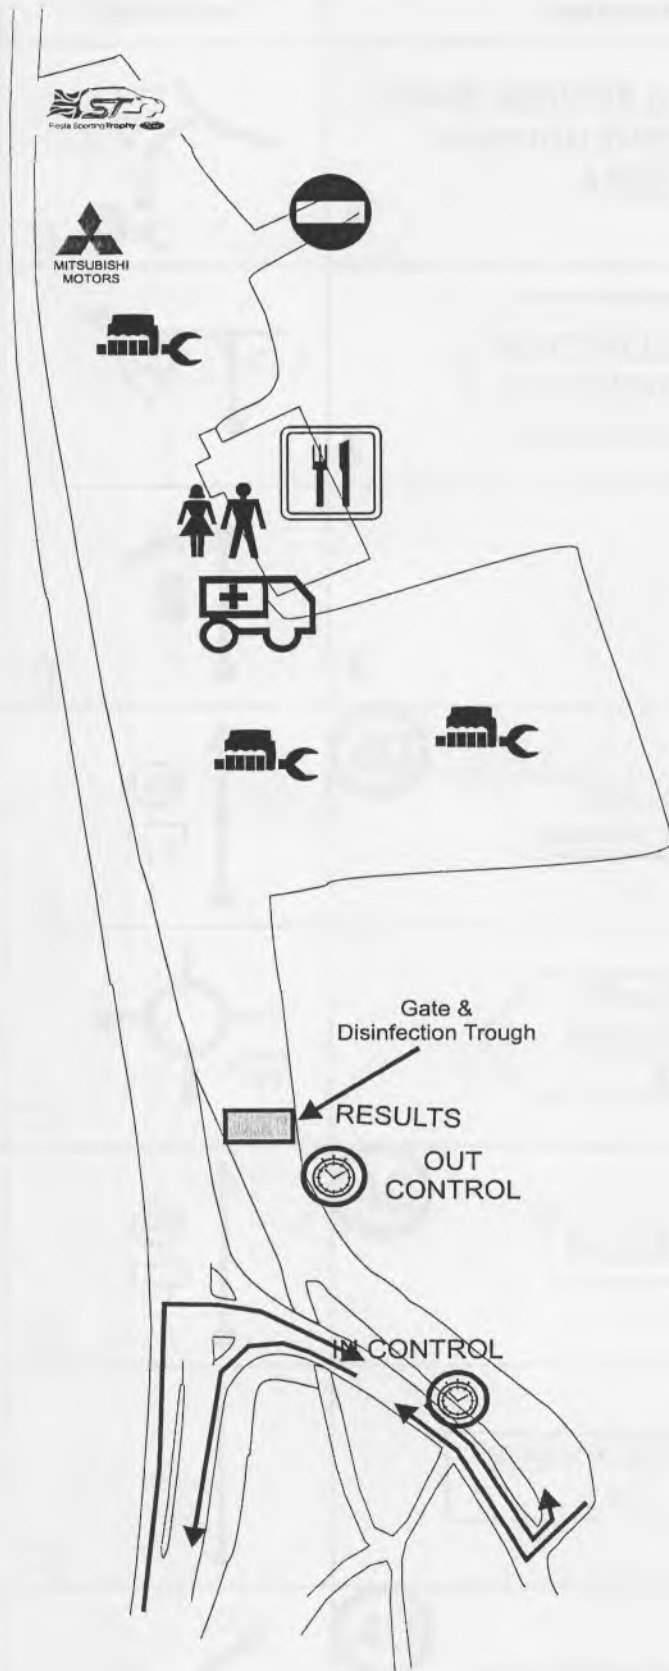 ST
Fiesta Sporting Trophy
MITSUBISHI
MOTORS
Gate &
Disinfection Trough
RESULTS
OUT
CONTROL
IN CONTROL